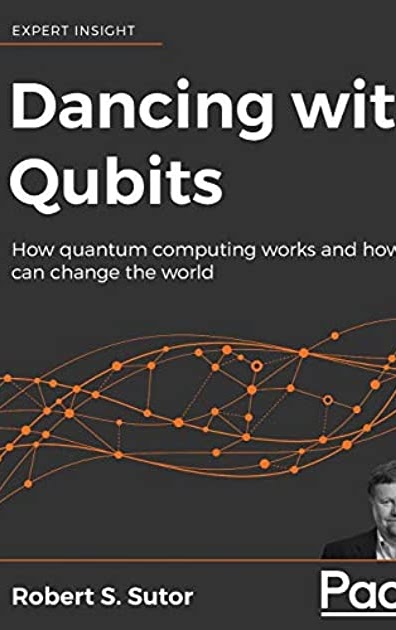 EXPERT INSIGHT
Dancing wit
Qubits
How quantum computing works and how
can change the world
Robert S. Sutor
Pac